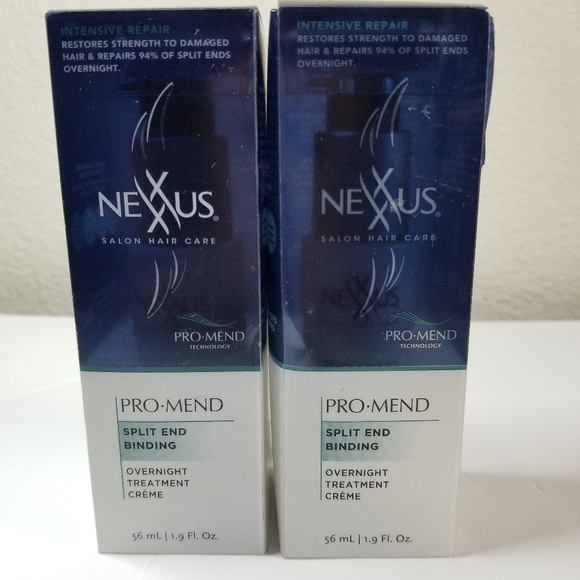 INTENSIVE REPAIR
RESTORES STRENGTH TO DAMAGED
HAIR & REPAIRS 94% OF SPLIT ENDS
OVERNIGHT.
NEXXUS
SALON HAIR CARE
PRO·MEND
TECHNOLOGY
PRO·MEND
SPLIT END
BINDING
OVERNIGHT
TREATMENT
CRÈME
56 mL | 1.9 Fl. Oz.
INTENSIVE REPAIR
RESTORES STRENGTH TO DAMAGED
HAIR & REPAIRS 94% OF SPLIT ENDS
OVERNIGHT.
NEXXUS
SALON HAIR CARE
NEXXUS
PRO·MEND
TECHNOLOGY
PRO·MEND
SPLIT END
BINDING
OVERNIGHT
TREATMENT
CRÈME
56 mL | 1.9 Fl. Oz.